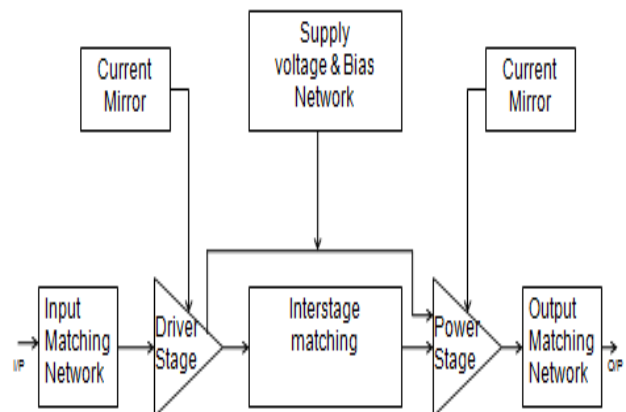 Supply
voltage & Bias
Network
Current
Mirror
Current
Mirror
I/P
Input
Matching
Network
Driver
Stage
Interstage
matching
Power
Stage
Output
Matching
Network
O/P